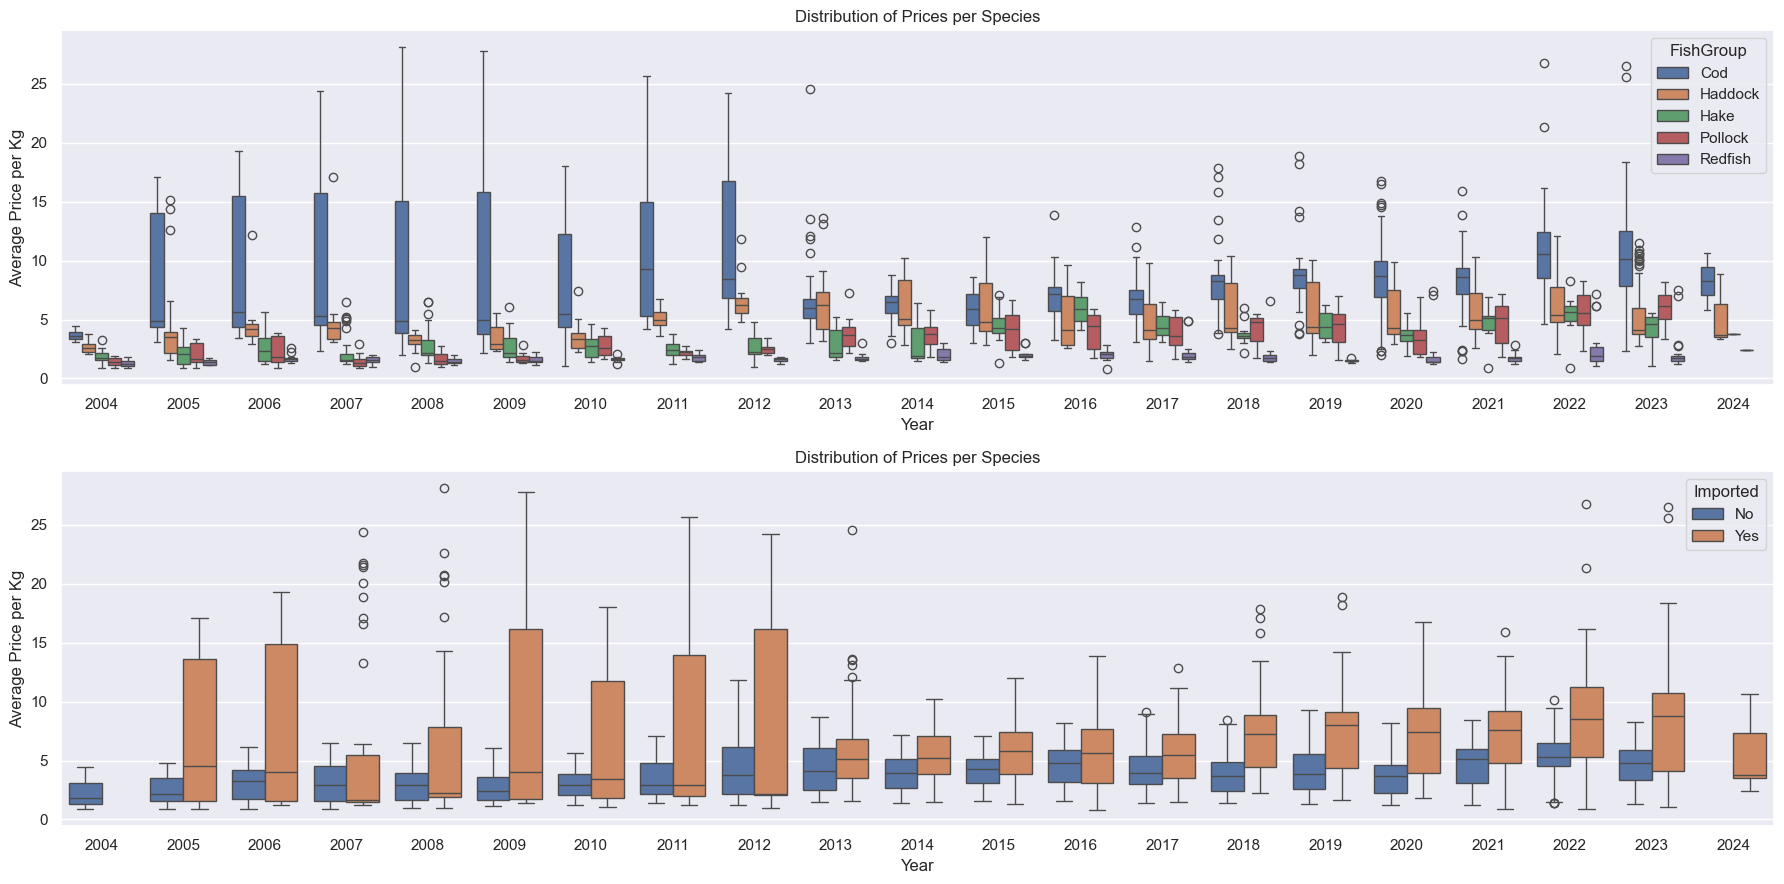 Distribution of Prices per Species
Average Price per Kg
25
20
15
10
5
0
FishGroup
Cod
Haddock
Hake
Pollock
Redfish
2004 2005 2006 2007 2008 2009 2010 2011 2012 2013 2014 2015 2016 2017 2018 2019 2020 2021 2022 2023 2024
Year
Distribution of Prices per Species
Average Price per Kg
25
20
15
10
5
0
Imported
No
Yes
2004 2005 2006 2007 2008 2009 2010 2011 2012 2013 2014 2015 2016 2017 2018 2019 2020 2021 2022 2023 2024
Year